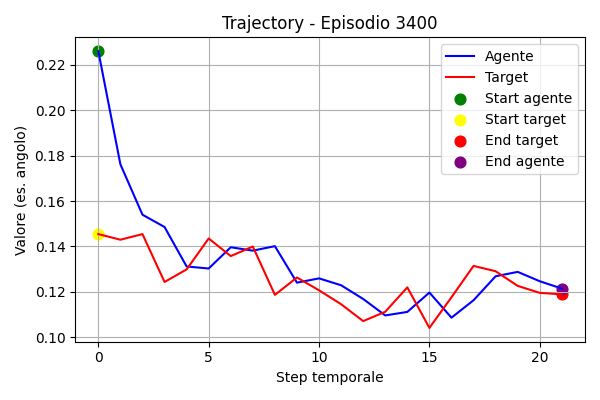 Trajectory - Episodio 3400
Valore (es. angolo)
0.22
0.20
0.18
0.16
0.14
0.12
0.10
Agente
Target
Start agente
Start target
End target
End agente
0 5 10 15 20
Step temporale